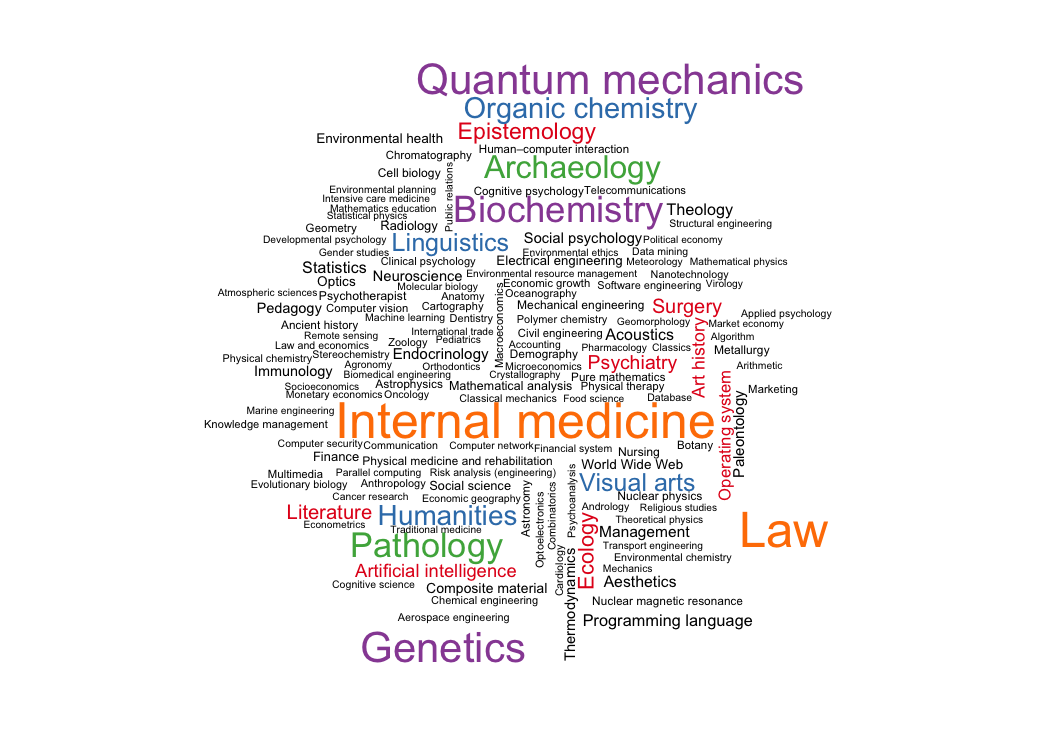 Quantum mechanics
Organic chemistry
Epistemology
Environmental health
Human–computer interaction
Chromatography
Archaeology
Cell biology
Public relations
Environmental planning
Cognitive psychology
Telecommunications
Intensive care medicine
Mathematics education
Biochemistry
Theology
Statistical physics
Structural engineering
Geometry
Radiology
Developmental psychology
Linguistics
Social psychology
Political economy
Gender studies
Environmental ethics
Data mining
Clinical psychology
Electrical engineering
Meteorology
Mathematical physics
Statistics
Neuroscience
Environmental resource management
Nanotechnology
Optics
Molecular biology
Economic growth
Software engineering
Virology
Atmospheric sciences
Psychotherapist
Anatomy
Oceanography
Pedagogy
Computer vision
Cartography
Macroeconomics
Mechanical engineering
Surgery
Applied psychology
Machine learning
Dentistry
Polymer chemistry
Geomorphology
Market economy
Ancient history
International trade
Civil engineering
Acoustics
Art history
Remote sensing
Zoology
Pediatrics
Algorithm
Law and economics
Accounting
Pharmacology
Classics
Metallurgy
Physical chemistry
Stereochemistry
Endocrinology
Demography
Psychiatry
Immunology
Agronomy
Orthodontics
Microeconomics
Arithmetic
Biomedical engineering
Crystallography
Pure mathematics
Socioeconomics
Astrophysics
Mathematical analysis
Physical therapy
Marketing
Monetary economics
Oncology
Classical mechanics
Food science
Database
Marine engineering
Internal medicine
Operating system
Paleontology
Knowledge management
Computer security
Communication
Computer network
Financial system
Nursing
Botany
Finance
Physical medicine and rehabilitation
World Wide Web
Multimedia
Parallel computing
Risk analysis (engineering)
Psychoanalysis
Visual arts
Evolutionary biology
Anthropology
Social science
Cancer research
Economic geography
Astronomy
Optoelectronics
Combinatorics
Nuclear physics
Literature
Humanities
Andrology
Religious studies
Econometrics
Traditional medicine
Ecology
Theoretical physics
Law
Pathology
Management
Transport engineering
Environmental chemistry
Artificial intelligence
Cardiology
Thermodynamics
Mechanics
Cognitive science
Composite material
Aesthetics
Chemical engineering
Nuclear magnetic resonance
Aerospace engineering
Programming language
Genetics